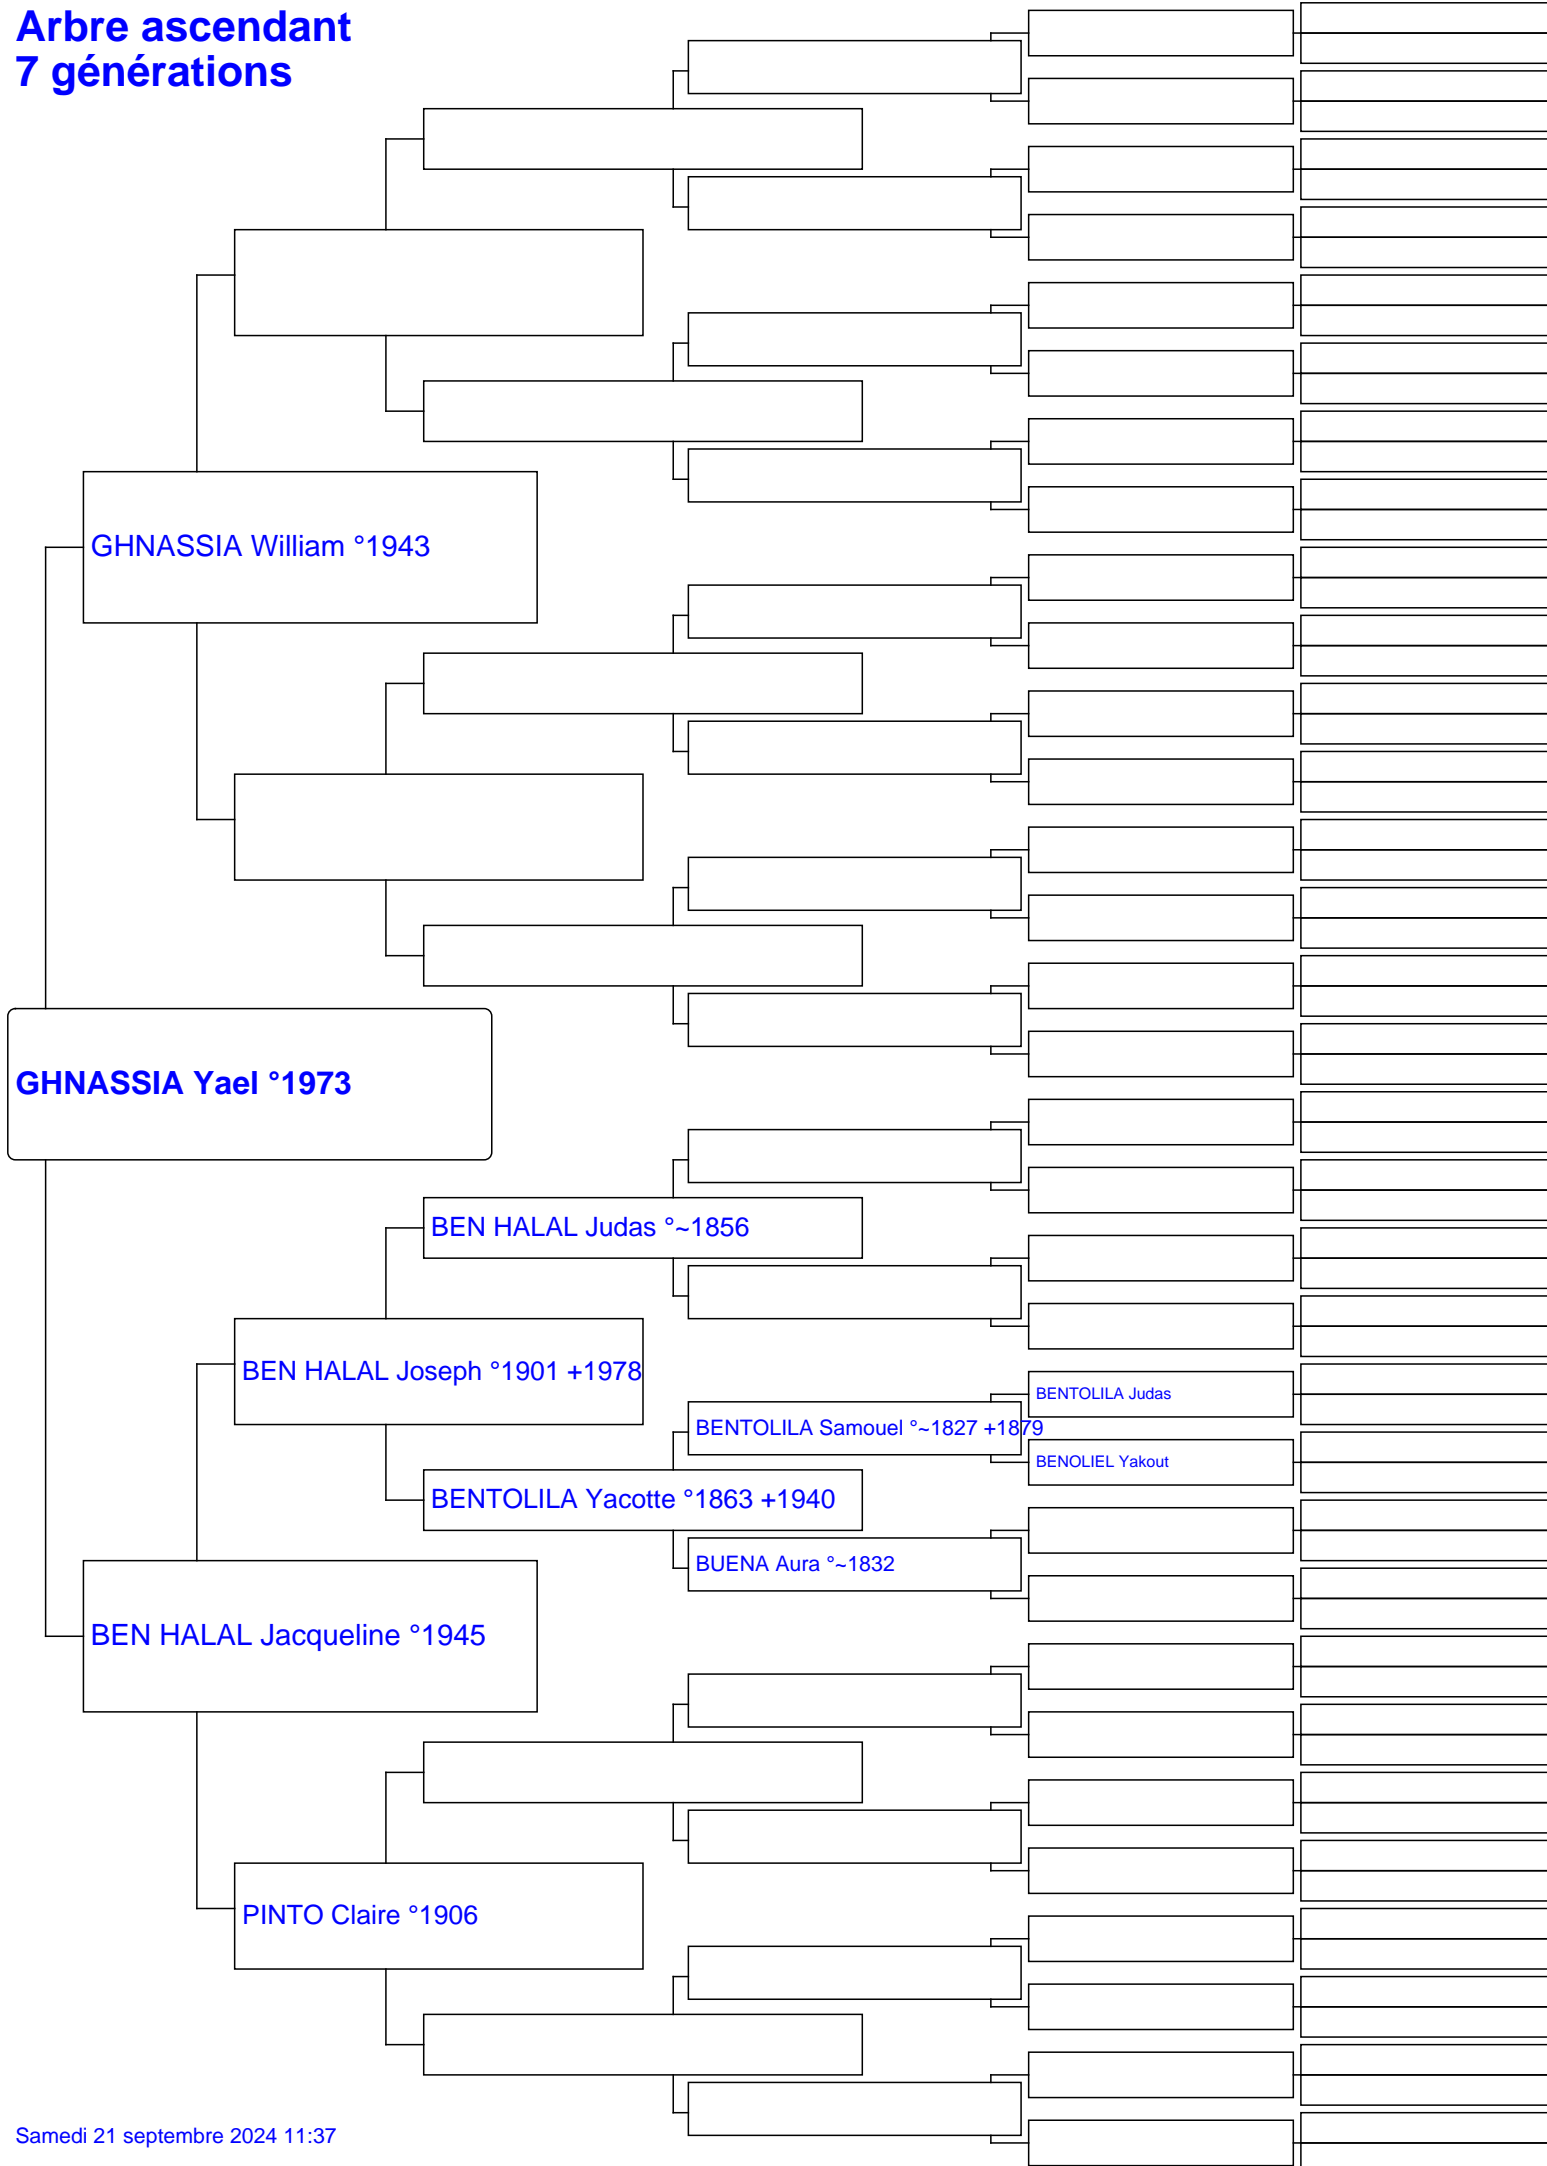 Arbre ascendant
7 générations
GHNASSIA William °1943
GHNASSIA Yael °1973
BEN HALAL Judas °~1856
BEN HALAL Joseph °1901 +1978
BENTOLILA Judas
BENTOLILA Samouel °~1827 +1879
BENOLIEL Yakout
BENTOLILA Yacotte °1863 +1940
BUENA Aura °~1832
BEN HALAL Jacqueline °1945
PINTO Claire °1906
Samedi 21 septembre 2024 11:37